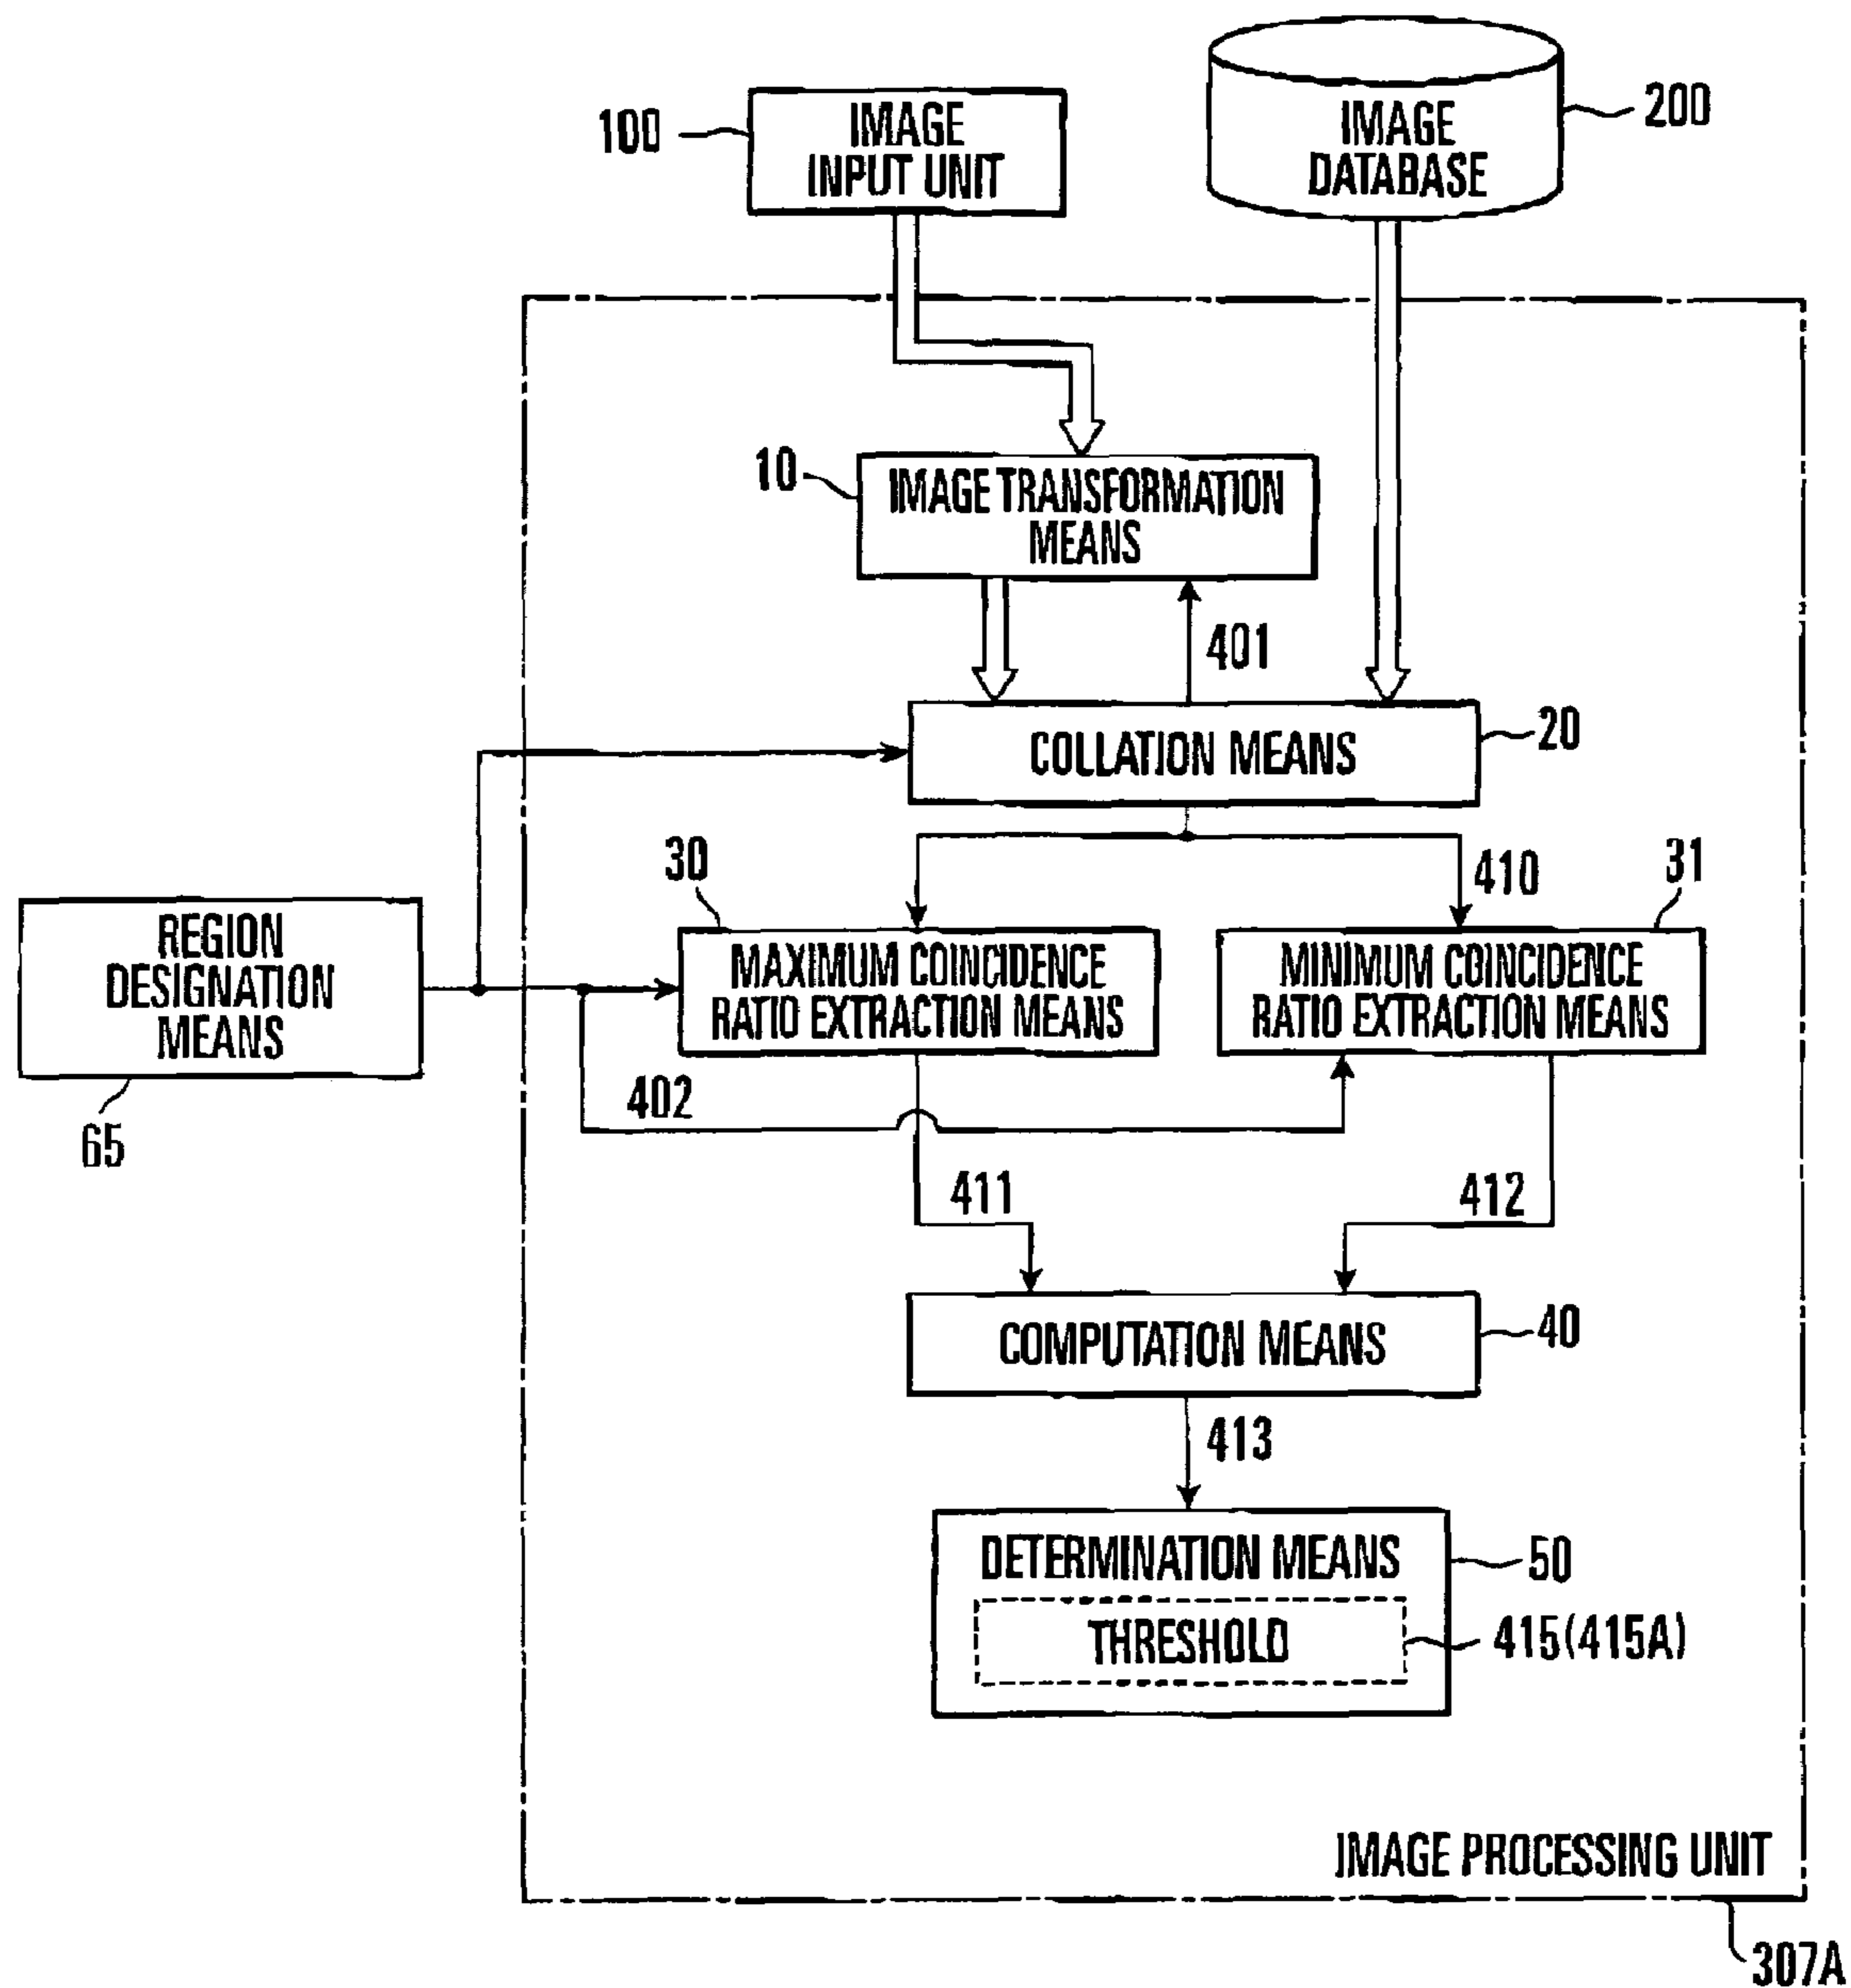 100
IMAGE
INPUT UNIT
IMAGE
DATABASE
200
10
IMAGE TRANSFORMATION
MEANS
401
COLLATION MEANS
20
30
410
31
REGION
DESIGNATION
MEANS
65
MAXIMUM COINCIDENCE
RATIO EXTRACTION MEANS
MINIMUM COINCIDENCE
RATIO EXTRACTION MEANS
402
411
412
COMPUTATION MEANS
40
413
DETERMINATION MEANS
50
THRESHOLD
415(415A)
IMAGE PROCESSING UNIT
307A